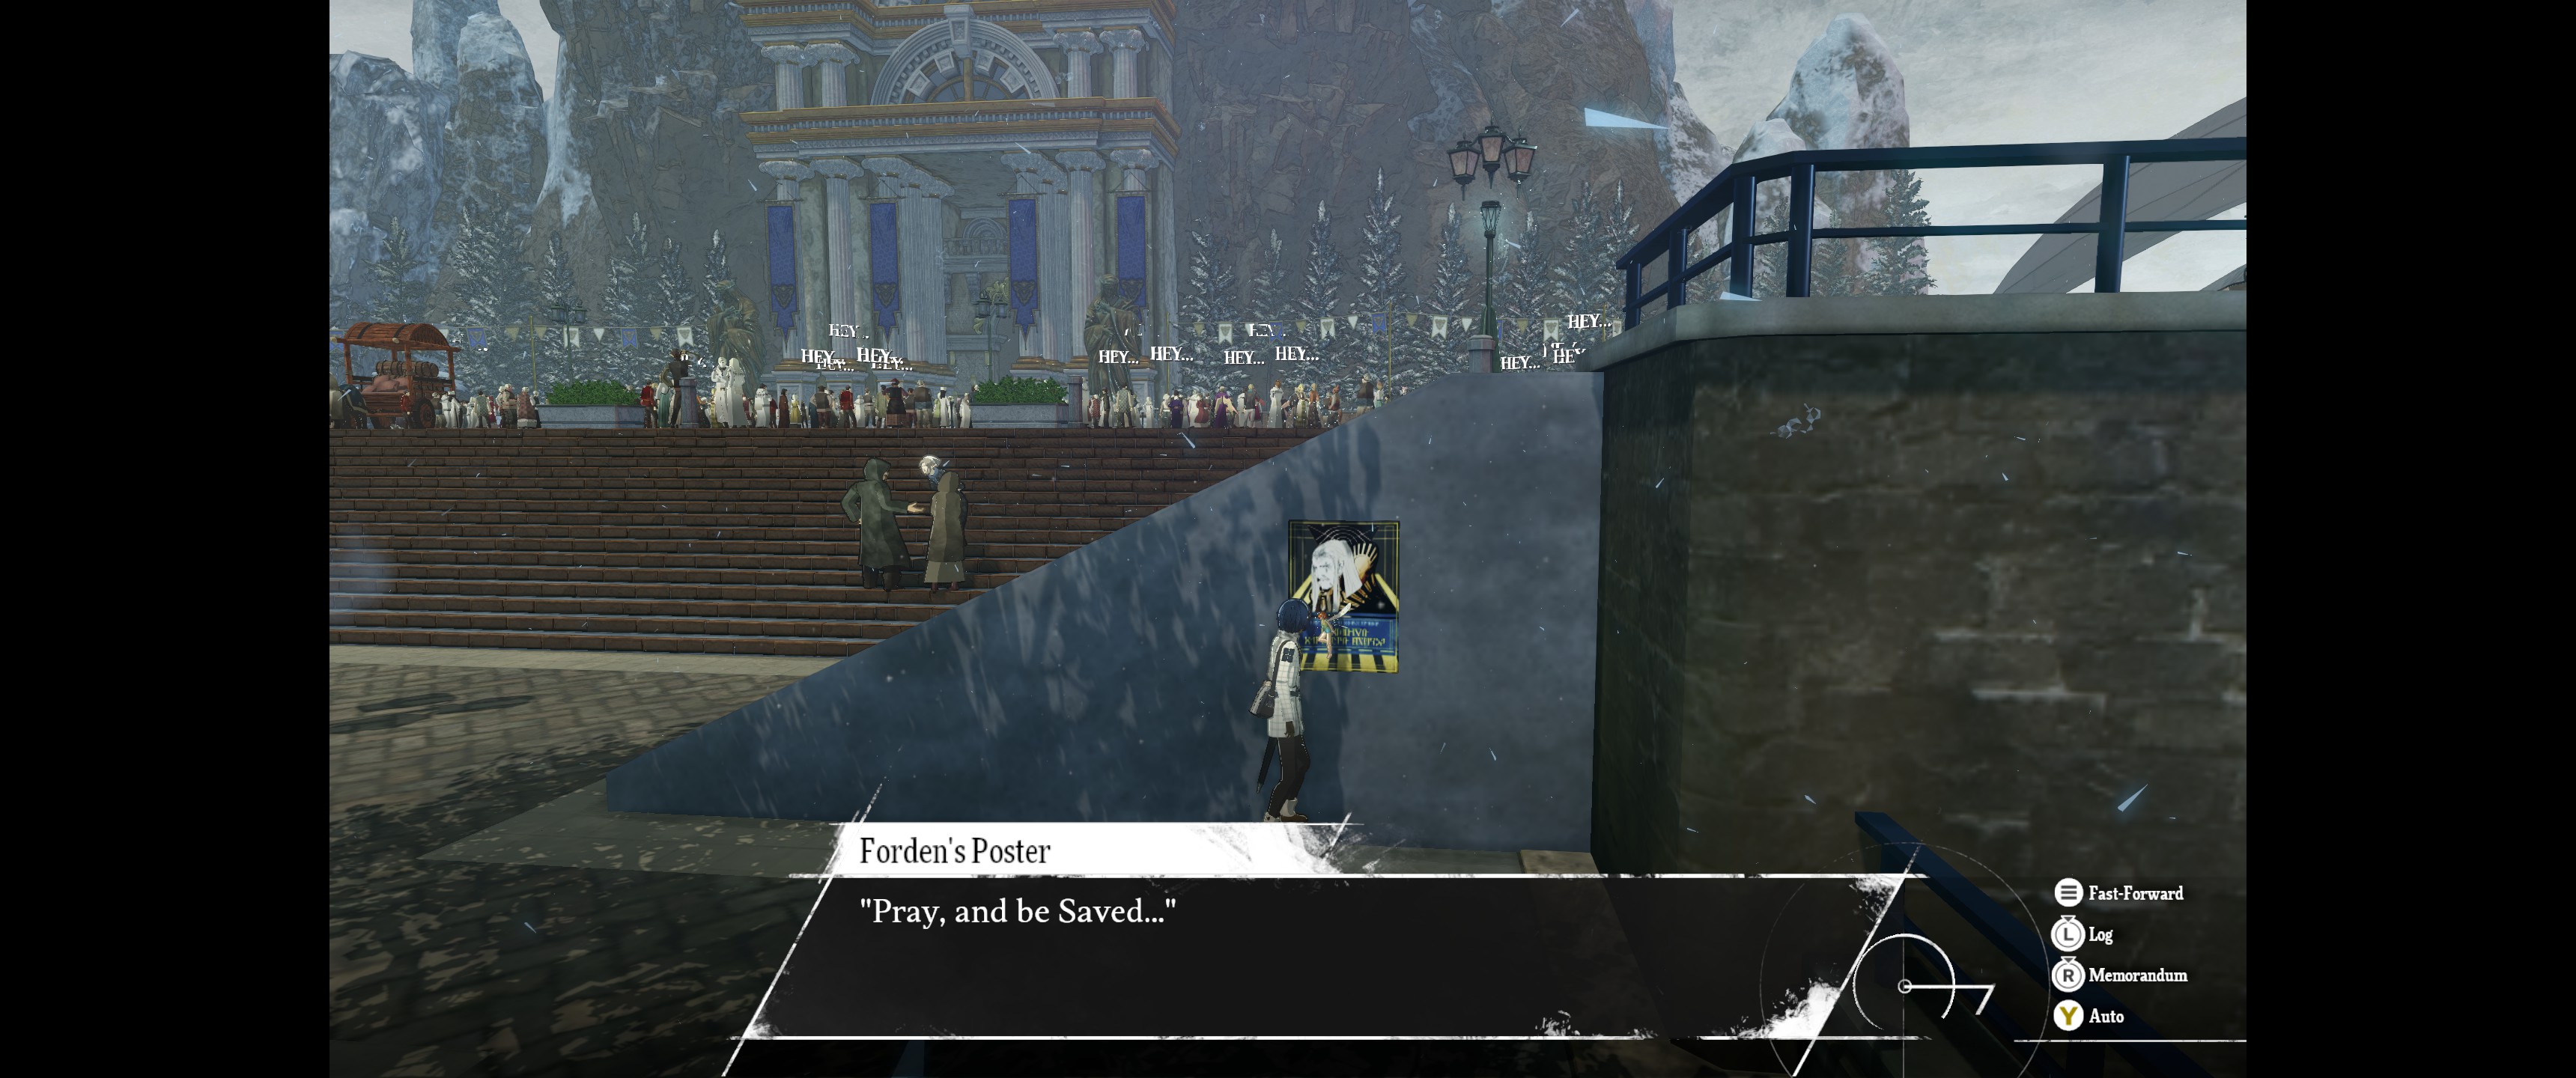 HEY...
HEY...
HEY...
HEY...
HEY...
HEY...
HEY...
HEY...
HEY...
HEY...
Forden's Poster
"Pray, and be Saved..."
Fast-Forward
L Log
R Memorandum
Y Auto